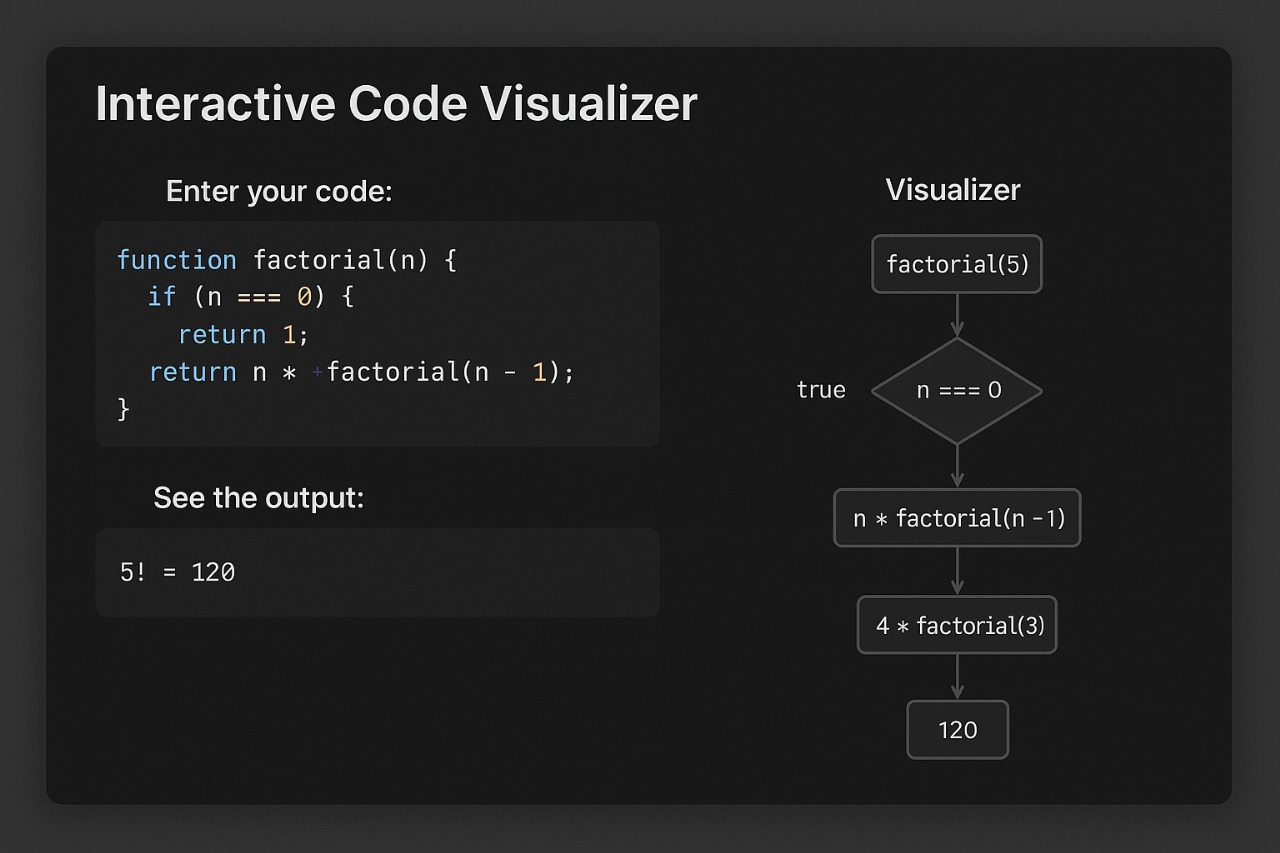 Interactive Code Visualizer
Enter your code:
function factorial(n) {
  if (n === 0) {
    return 1;
  return n * +factorial(n - 1);
}
See the output:
5! = 120
Visualizer
factorial(5)
true
n === 0
n * factorial(n - 1)
4 * factorial(3)
120